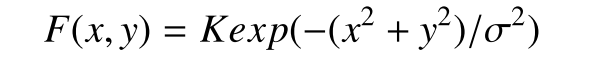 F(x, y) = Kexp(−(x² + y²)/σ²)